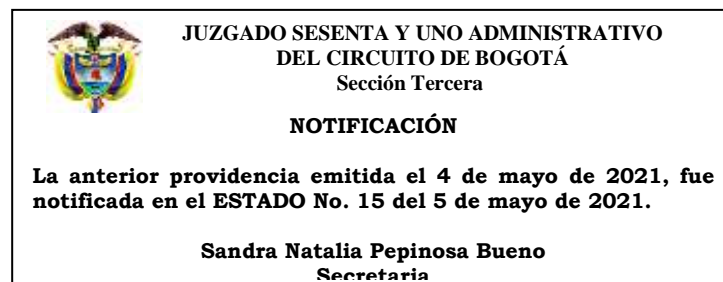 JUZGADO SESENTA Y UNO ADMINISTRATIVO
DEL CIRCUITO DE BOGOTÁ
Sección Tercera
NOTIFICACIÓN
La anterior providencia emitida el 4 de mayo de 2021, fue
notificada en el ESTADO No. 15 del 5 de mayo de 2021.
Sandra Natalia Pepinosa Bueno
Secretaria